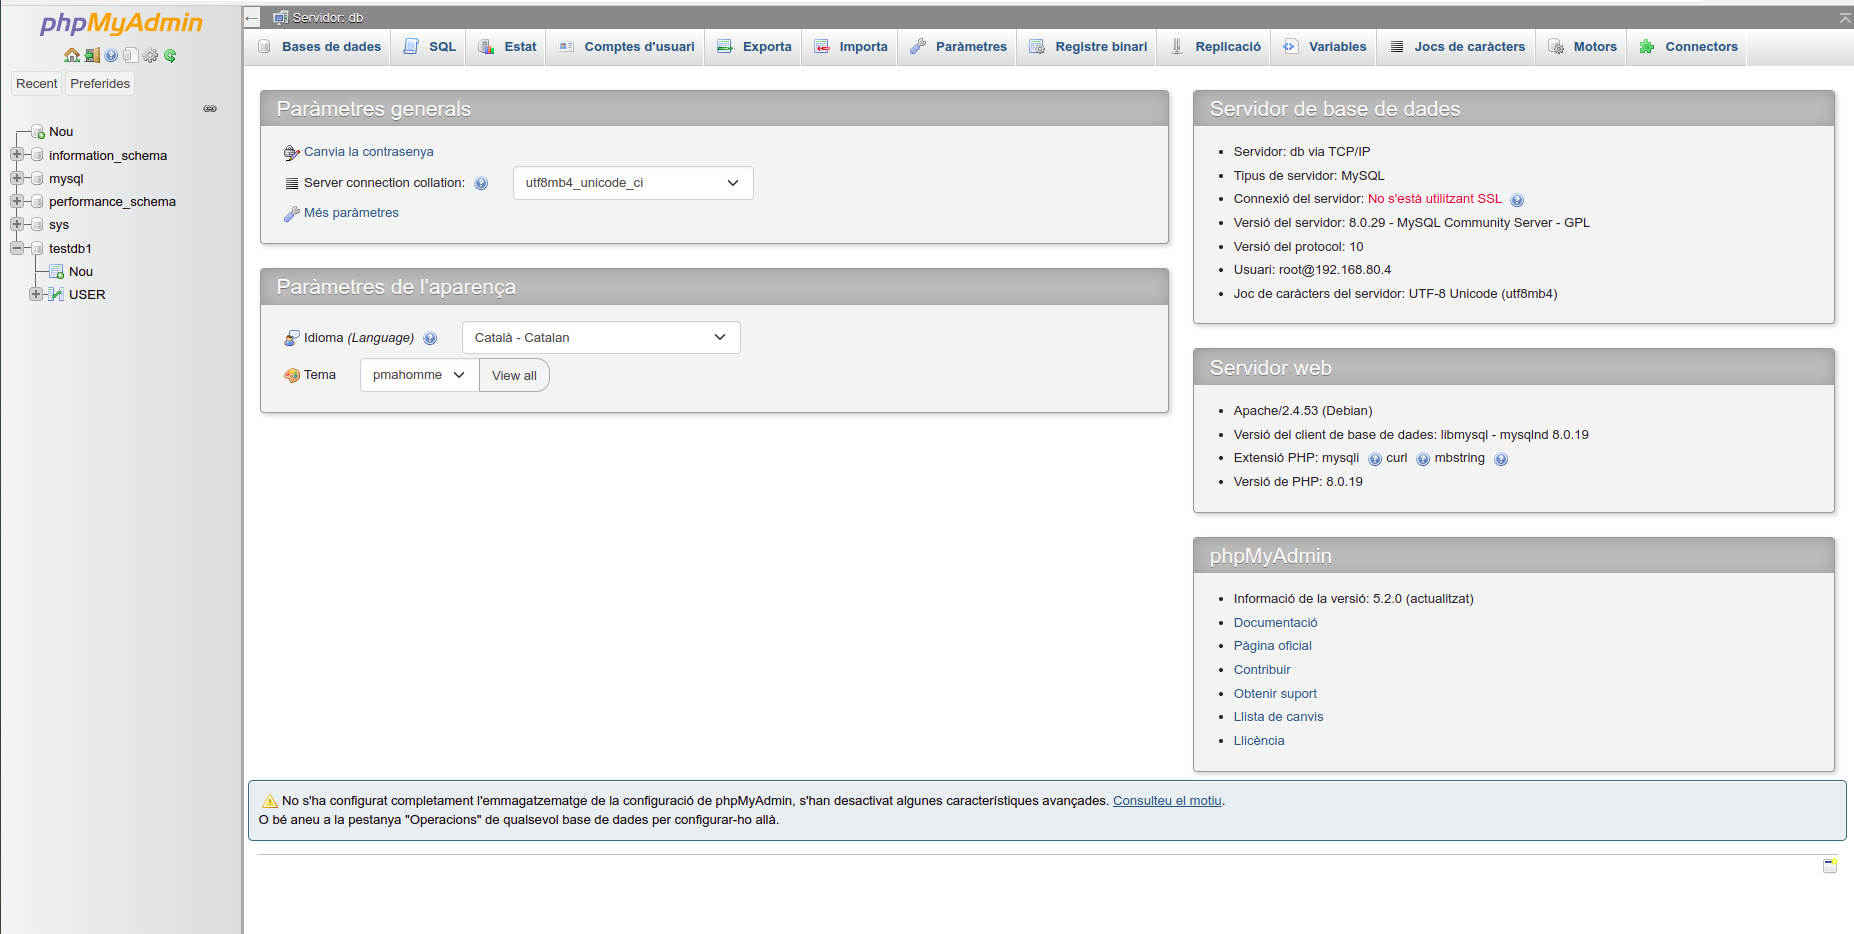 phpMyAdmin
Recent
Preferides
Nou
information_schema
mysql
performance_schema
sys
testdb1
Nou
USER
Servidor: db
Bases de dades
SQL
Estat
Comptes d'usuari
Exporta
Importa
Paràmetres
Registre binari
Replicació
Variables
Jocs de caràcters
Motors
Connectors
Paràmetres generals
Canvia la contrasenya
Server connection collation:
utf8mb4_unicode_ci
Més paràmetres
Paràmetres de l'aparença
Idioma (Language)
Català - Catalan
Tema
pmahomme
View all
Servidor de base de dades
Servidor: db via TCP/IP
Tipus de servidor: MySQL
Connexió del servidor: No s'està utilitzant SSL
Versió del servidor: 8.0.29 - MySQL Community Server - GPL
Versió del protocol: 10
Usuari: root@192.168.80.4
Joc de caràcters del servidor: UTF-8 Unicode (utf8mb4)
Servidor web
Apache/2.4.53 (Debian)
Versió del client de base de dades: libmysql - mysqlnd 8.0.19
Extensió PHP: mysqli curl mbstring
Versió de PHP: 8.0.19
phpMyAdmin
Informació de la versió: 5.2.0 (actualitzat)
Documentació
Pàgina oficial
Contribuir
Obtenir suport
Llista de canvis
Llicència
No s'ha configurat completament l'emmagatzematge de la configuració de phpMyAdmin, s'han desactivat algunes característiques avançades. Consulteu el motiu.
O bé aneu a la pestanya "Operacions" de qualsevol base de dades per configurar-ho allà.